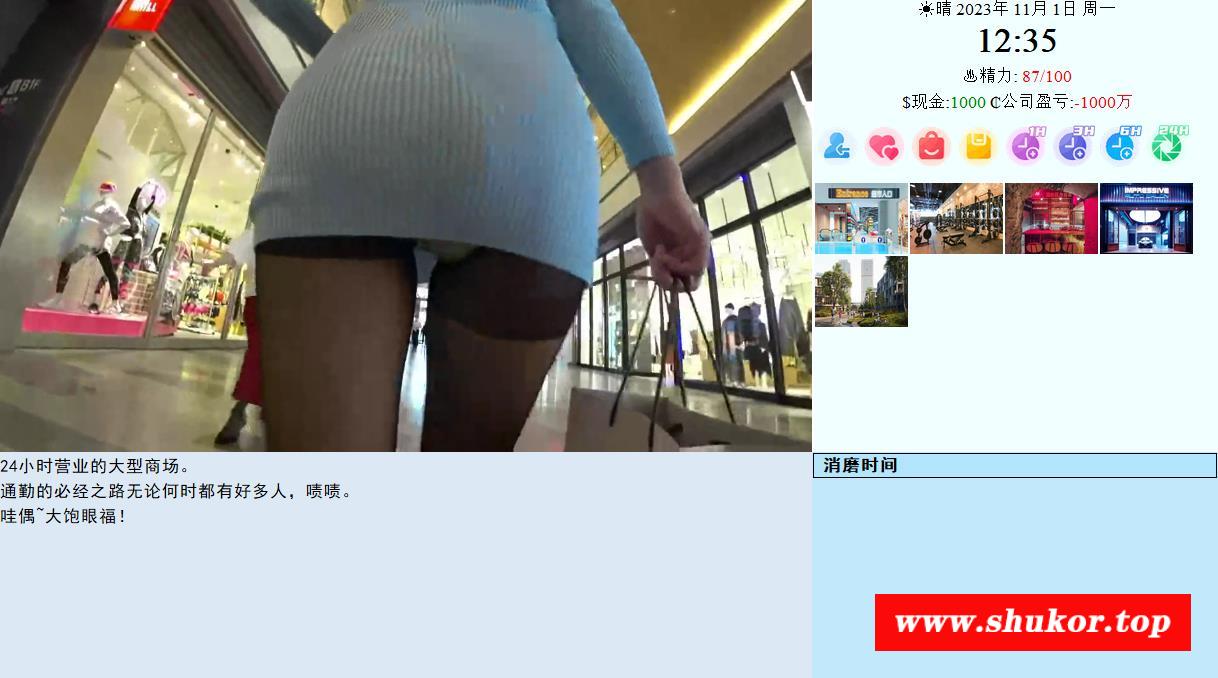 ☀晴 2023年 11月 1日 周一
12:35
♨精力: 87/100
$现金:1000 ₵公司盈亏:-1000万
1H 3H 6H 24H
Entrance
IMPRESSIVE
24小时营业的大型商场。
通勤的必经之路无论何时都有好多人，啧啧。
哇偶~大饱眼福！
消磨时间
www.shukor.top